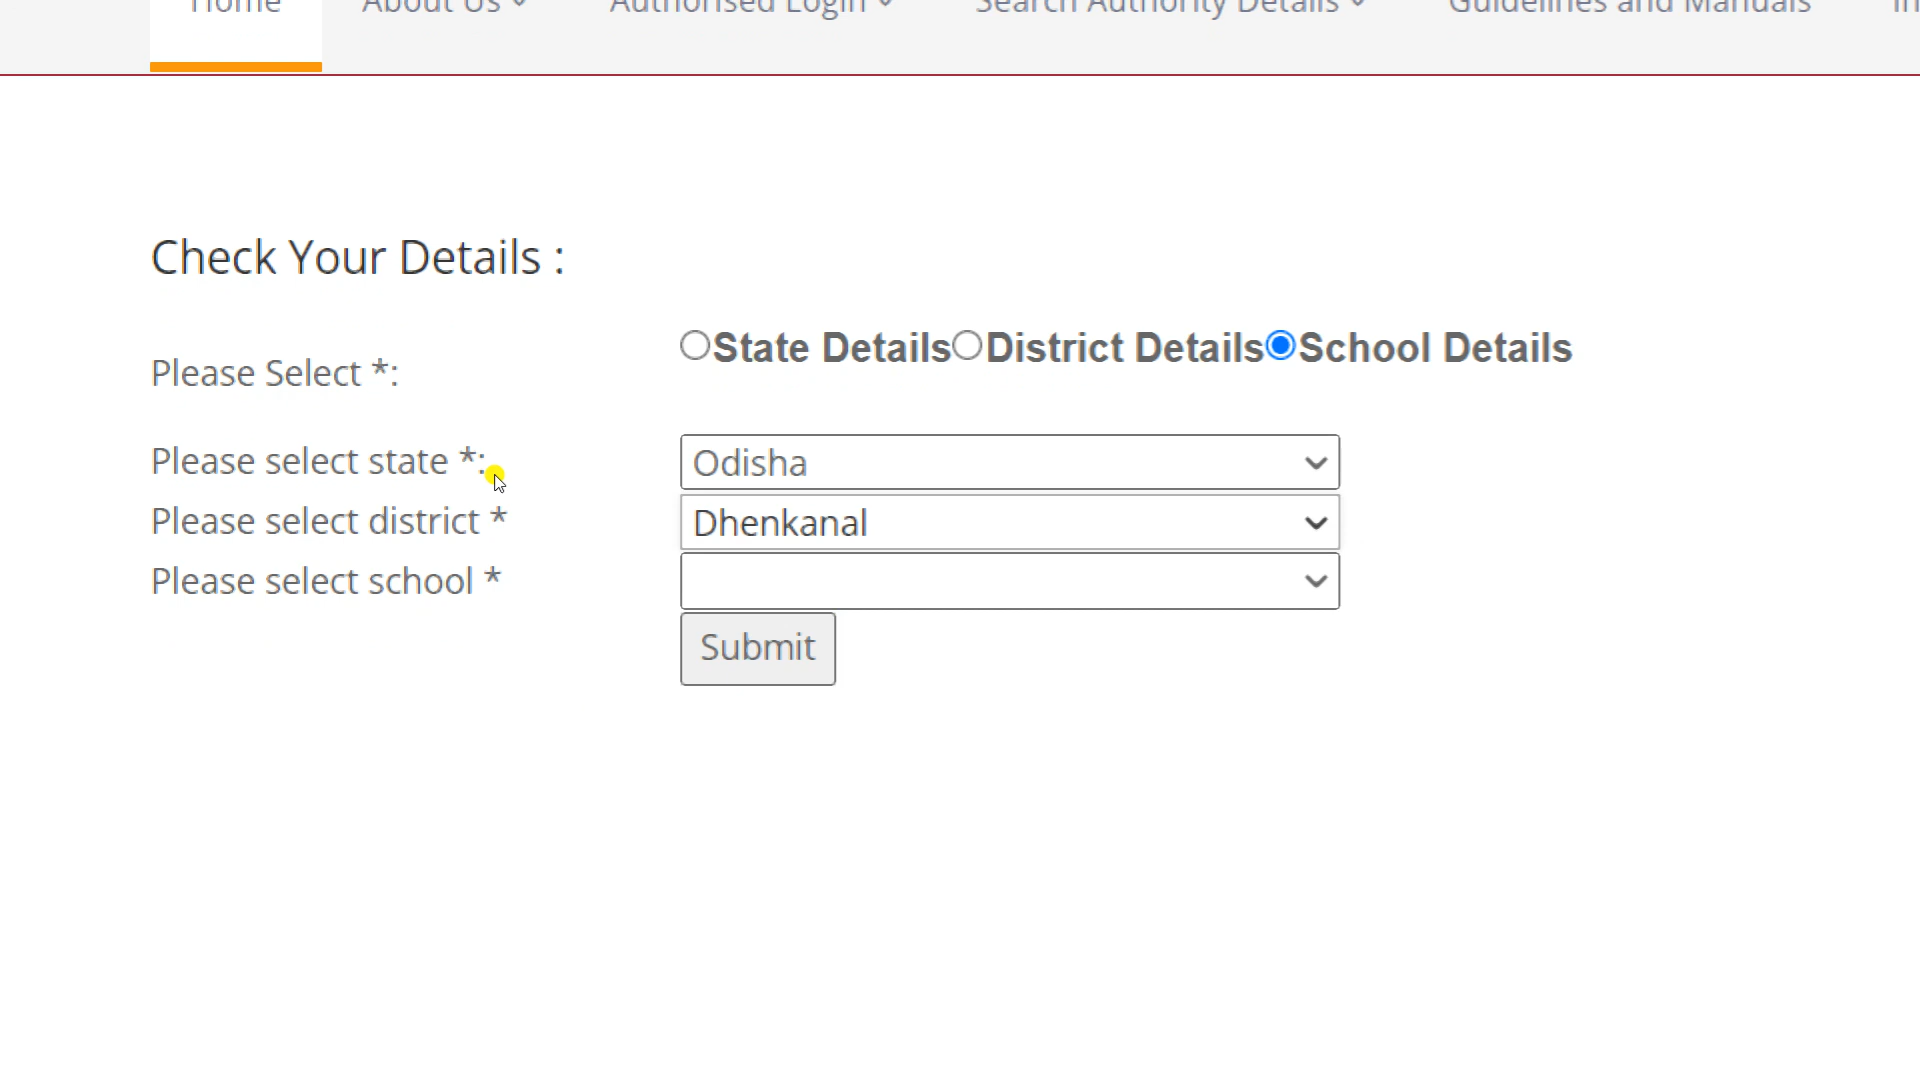 Home About Us Authorised Login Search Authority Details Guidelines and Manuals
Check Your Details :
Please Select *: State Details District Details School Details
Please select state *: Odisha
Please select district * Dhenkanal
Please select school *
Submit